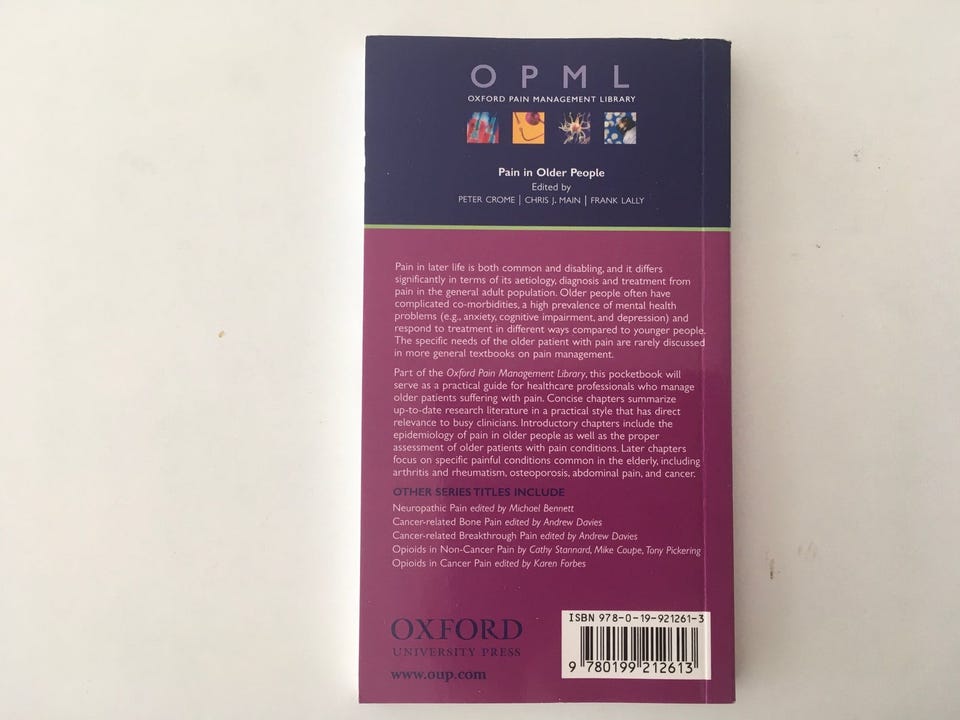 OPML
OXFORD PAIN MANAGEMENT LIBRARY
Pain in Older People
Edited by
PETER CROME | CHRIS J. MAIN | FRANK LALLY
Pain in later life is both common and disabling, and it differs
significantly in terms of its aetiology, diagnosis and treatment from
pain in the general adult population. Older people often have
complicated co-morbidities, a high prevalence of mental health
problems (e.g., anxiety, cognitive impairment, and depression) and
respond to treatment in different ways compared to younger people.
The specific needs of the older patient with pain are rarely discussed
in more general textbooks on pain management.
Part of the Oxford Pain Management Library, this pocketbook will
serve as a practical guide for healthcare professionals who manage
older patients suffering with pain. Concise chapters summarize
up-to-date research literature in a practical style that has direct
relevance to busy clinicians. Introductory chapters include the
epidemiology of pain in older people as well as the proper
assessment of older patients with pain conditions. Later chapters
focus on specific painful conditions common in the elderly, including
arthritis and rheumatism, osteoporosis, abdominal pain, and cancer.
OTHER SERIES TITLES INCLUDE
Neuropathic Pain edited by Michael Bennett
Cancer-related Bone Pain edited by Andrew Davies
Cancer-related Breakthrough Pain edited by Andrew Davies
Opioids in Non-Cancer Pain by Cathy Stannard, Mike Coupe, Tony Pickering
Opioids in Cancer Pain edited by Karen Forbes
OXFORD
UNIVERSITY PRESS
www.oup.com
ISBN 978-0-19-921261-3
9 780199 212613